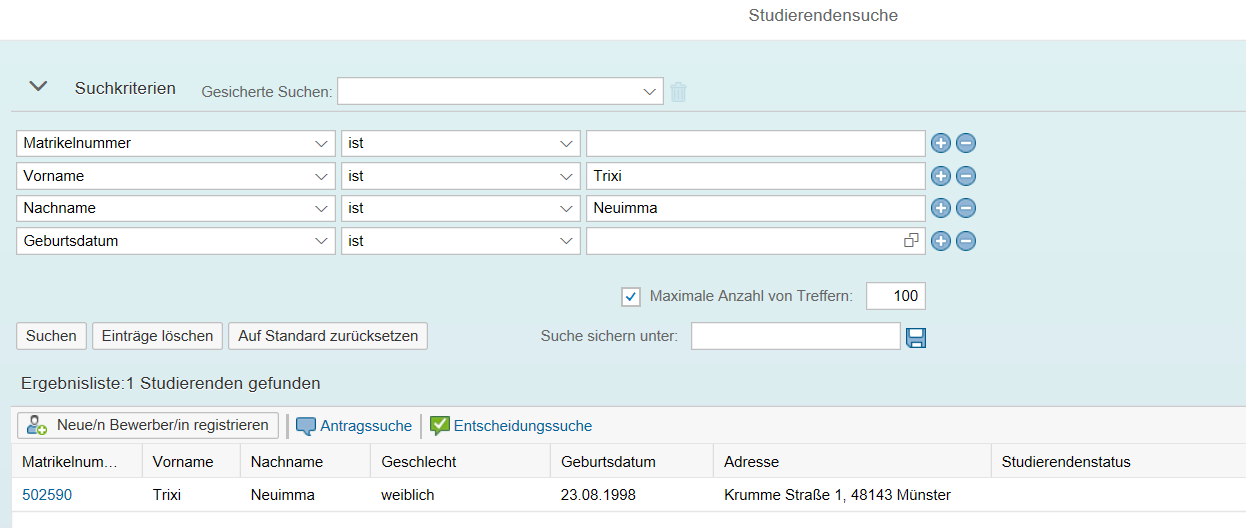 Studierendensuche
Suchkriterien Gesicherte Suchen:
Matrikelnummer ist
Vorname ist Trixi
Nachname ist Neuimma
Geburtsdatum ist
Maximale Anzahl von Treffern: 100
Suchen Einträge löschen Auf Standard zurücksetzen Suche sichern unter:
Ergebnisliste:1 Studierenden gefunden
Neue/n Bewerber/in registrieren Antragssuche Entscheidungssuche
Matrikelnum... Vorname Nachname Geschlecht Geburtsdatum Adresse Studierendenstatus
502590 Trixi Neuimma weiblich 23.08.1998 Krumme Straße 1, 48143 Münster